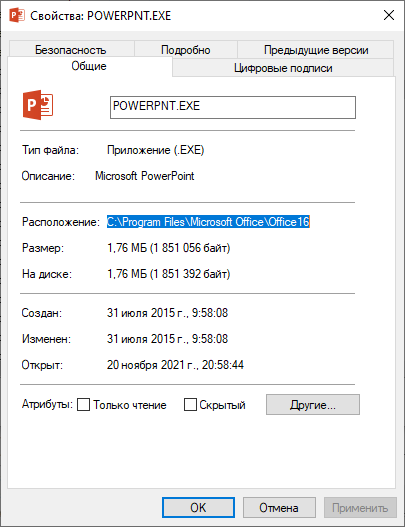 Свойства: POWERPNT.EXE
Безопасность Подробно Предыдущие версии
Общие Цифровые подписи
POWERPNT.EXE
Тип файла: Приложение (.EXE)
Описание: Microsoft PowerPoint
Расположение: C:\Program Files\Microsoft Office\Office16
Размер: 1,76 МБ (1 851 056 байт)
На диске: 1,76 МБ (1 851 392 байт)
Создан: 31 июля 2015 г., 9:58:08
Изменен: 31 июля 2015 г., 9:58:08
Открыт: 20 ноября 2021 г., 20:58:44
Атрибуты: Только чтение Скрытый Другие...
OK Отмена Применить